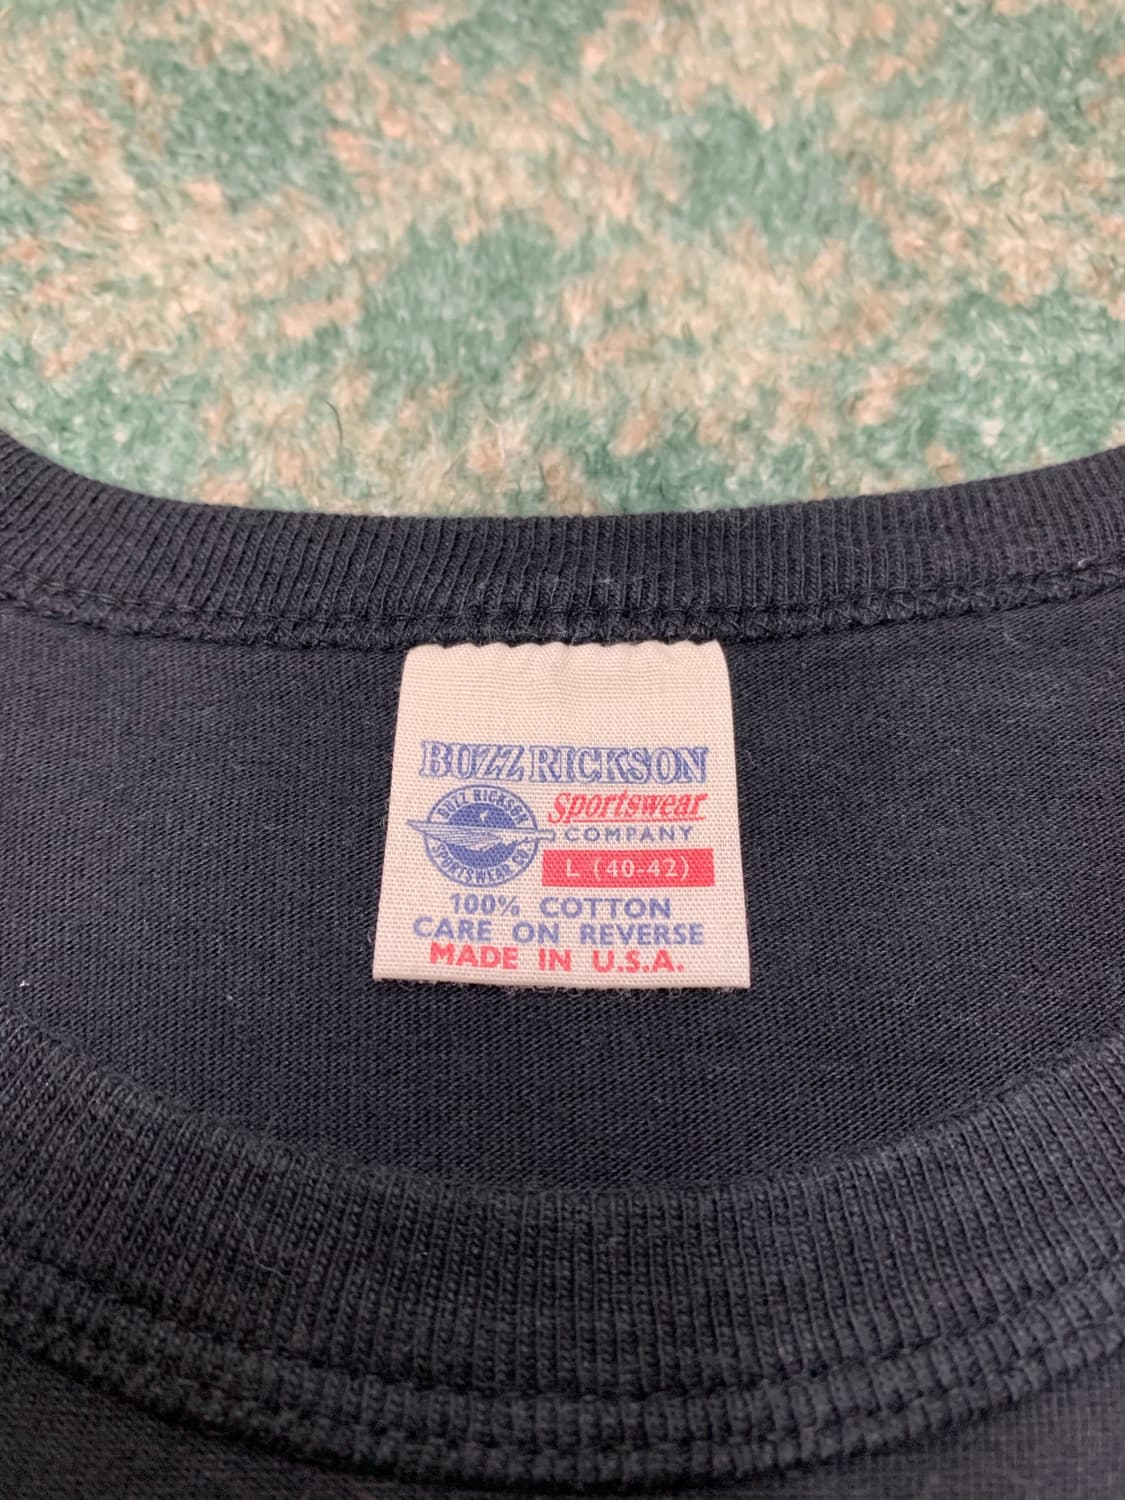 BUZZ RICKSON
BUZZ RICKSON
SPORTSWEAR CO.
Sportswear
COMPANY
L (40-42)
100% COTTON
CARE ON REVERSE
MADE IN U.S.A.